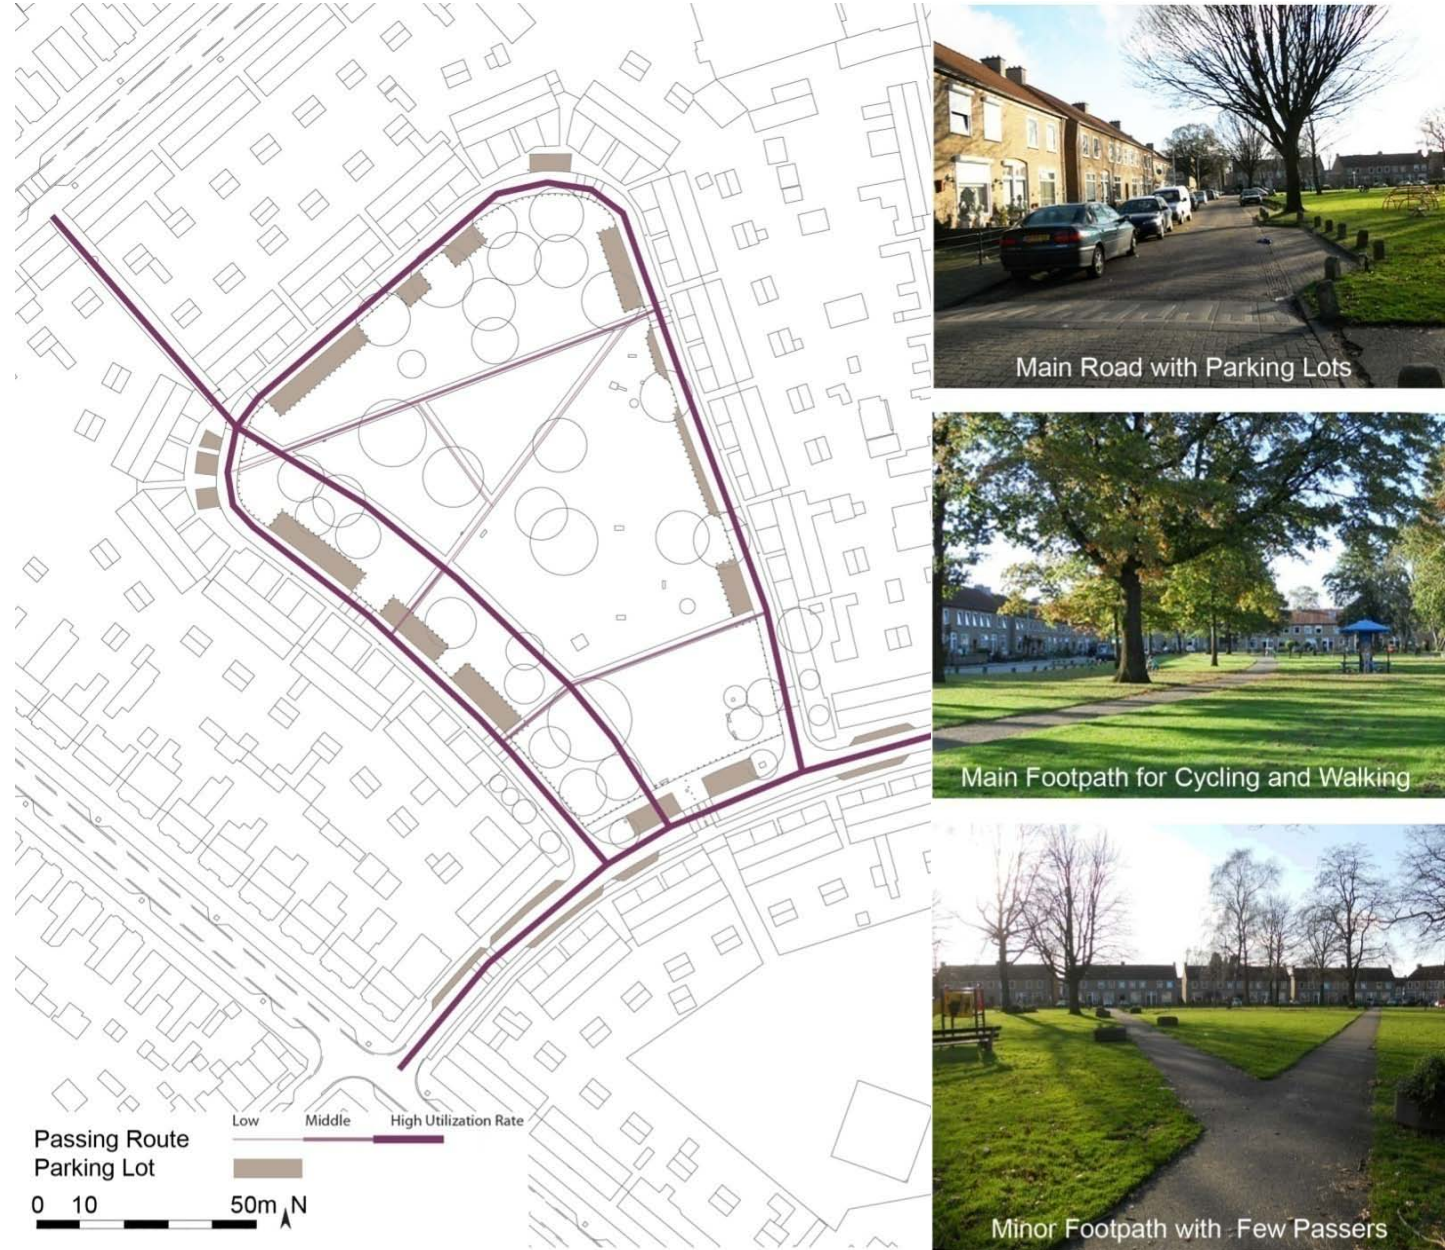 Main Road with Parking Lots
Main Footpath for Cycling and Walking
Minor Footpath with Few Passers
Low Middle High Utilization Rate
Passing Route
Parking Lot
0 10 50m N